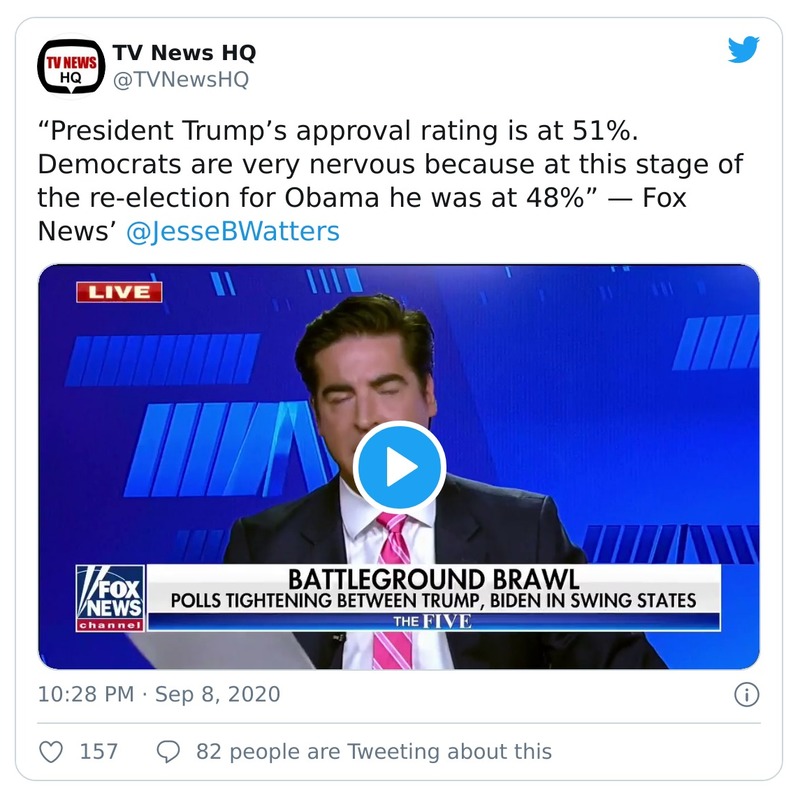 TV NEWS
HQ
TV News HQ
@TVNewsHQ
“President Trump’s approval rating is at 51%.
Democrats are very nervous because at this stage of
the re-election for Obama he was at 48%” — Fox
News’ @JesseBWatters
LIVE
FOX
NEWS
channel
BATTLEGROUND BRAWL
POLLS TIGHTENING BETWEEN TRUMP, BIDEN IN SWING STATES
THE FIVE
10:28 PM · Sep 8, 2020
157
82 people are Tweeting about this